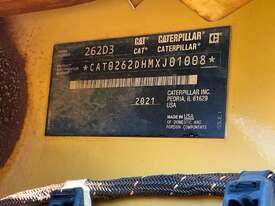 262D3 CAT CATERPILLAR
CAT CATERPILLAR
*CAT0262DHMXJ01008*
2021
CATERPILLAR INC.
PEORIA, IL 61629
USA
MADE IN USA
OF DOMESTIC AND
FOREIGN COMPONENTS